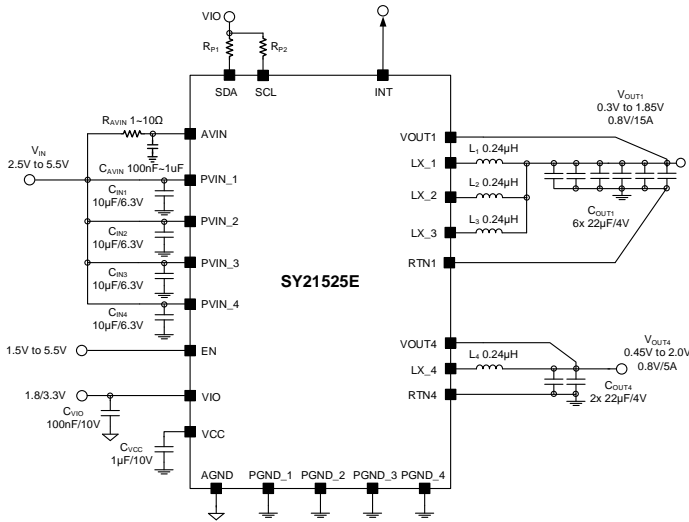 VIO
RP1
RP2
SDA
SCL
INT
RAVIN 1~10Ω
AVIN
VIN
2.5V to 5.5V
CAVIN 100nF~1uF
PVIN_1
CIN1
10µF/6.3V
PVIN_2
CIN2
10µF/6.3V
PVIN_3
CIN3
10µF/6.3V
PVIN_4
CIN4
10µF/6.3V
1.5V to 5.5V
EN
1.8/3.3V
VIO
CVIO
100nF/10V
VCC
CVCC
1µF/10V
SY21525E
AGND
PGND_1
PGND_2
PGND_3
PGND_4
VOUT1
0.3V to 1.85V
0.8V/15A
VOUT1
LX_1
L1 0.24µH
LX_2
L2 0.24µH
LX_3
L3 0.24µH
COUT1
6x 22µF/4V
RTN1
VOUT4
LX_4
L4 0.24µH
RTN4
VOUT4
0.45V to 2.0V
0.8V/5A
COUT4
2x 22µF/4V